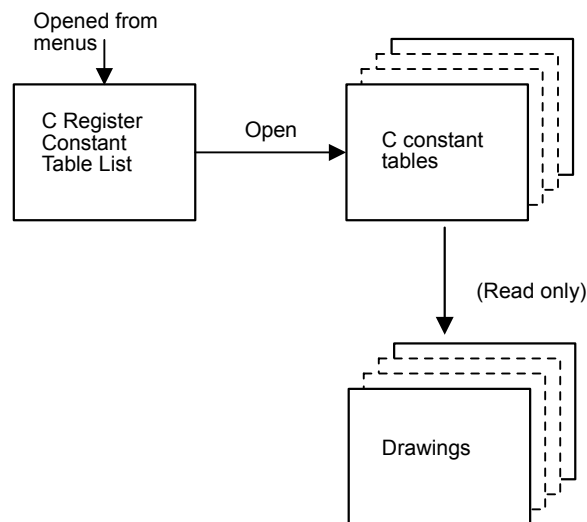 Opened from
menus
C Register
Constant
Table List
Open
C constant
tables
(Read only)
Drawings